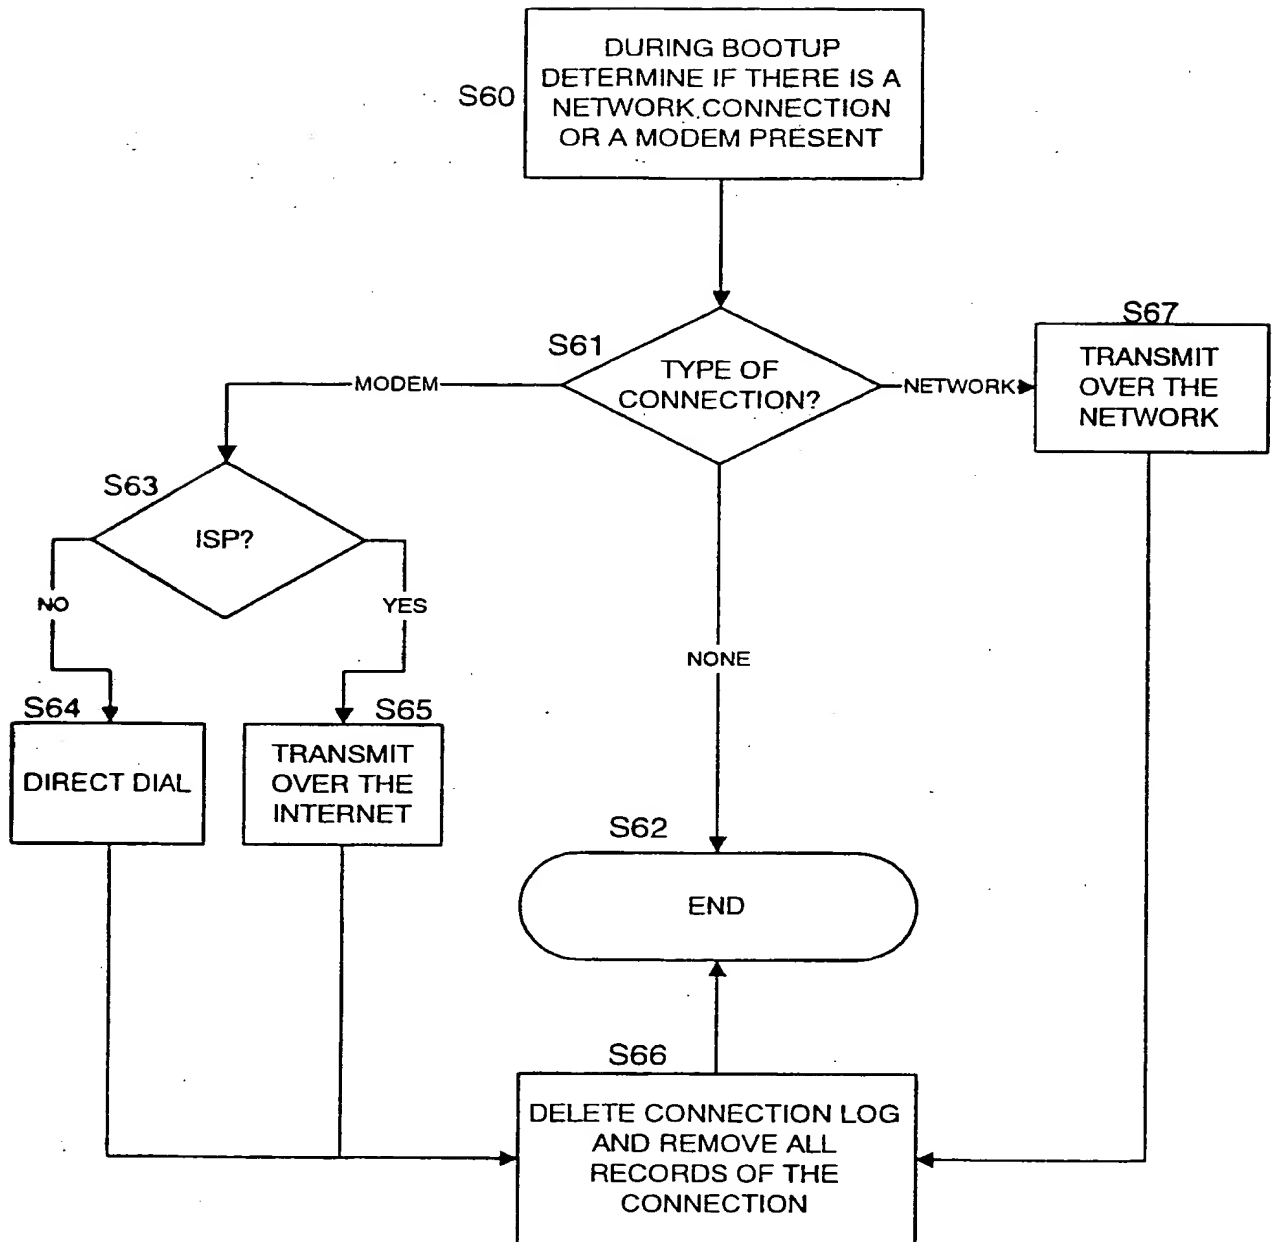 S60
DURING BOOTUP
DETERMINE IF THERE IS A
NETWORK CONNECTION
OR A MODEM PRESENT
S61
TYPE OF
CONNECTION?
MODEM
NETWORK
S67
TRANSMIT
OVER THE
NETWORK
S63
ISP?
NO
YES
NONE
S64
DIRECT DIAL
S65
TRANSMIT
OVER THE
INTERNET
S62
END
S66
DELETE CONNECTION LOG
AND REMOVE ALL
RECORDS OF THE
CONNECTION